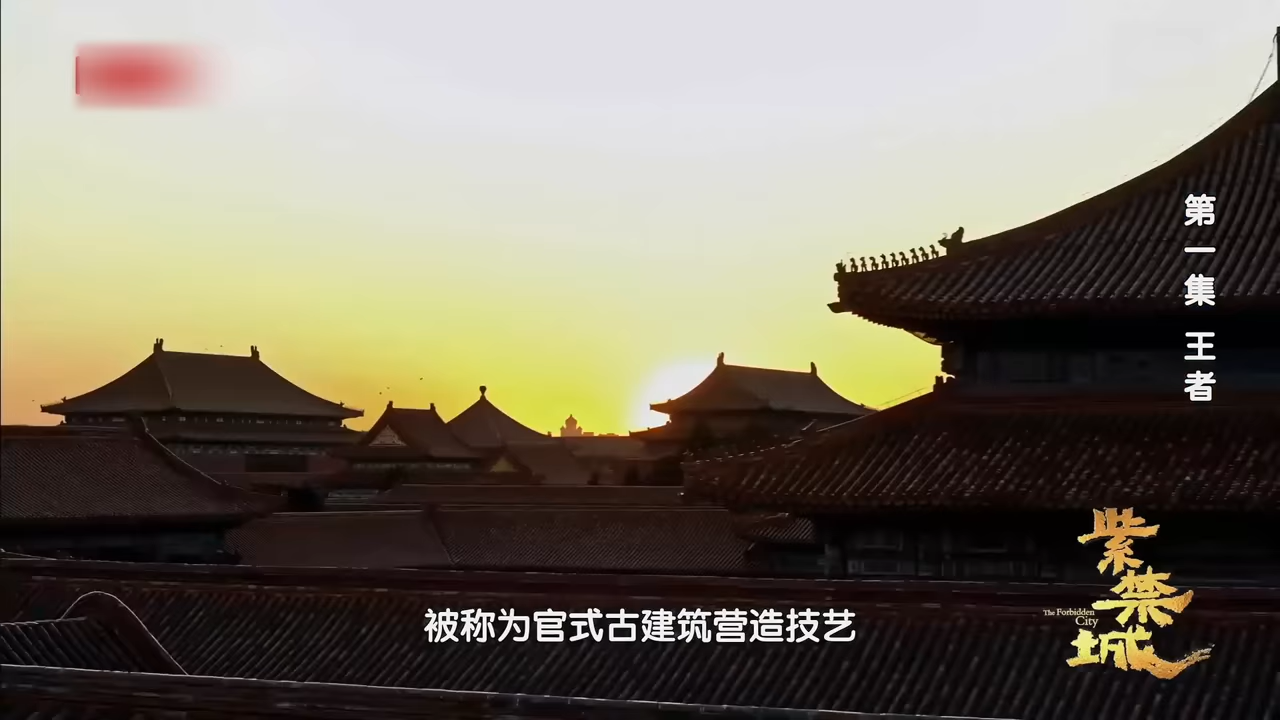 第一集 王者
被称为官式古建筑营造技艺
紫禁城
The Forbidden
City